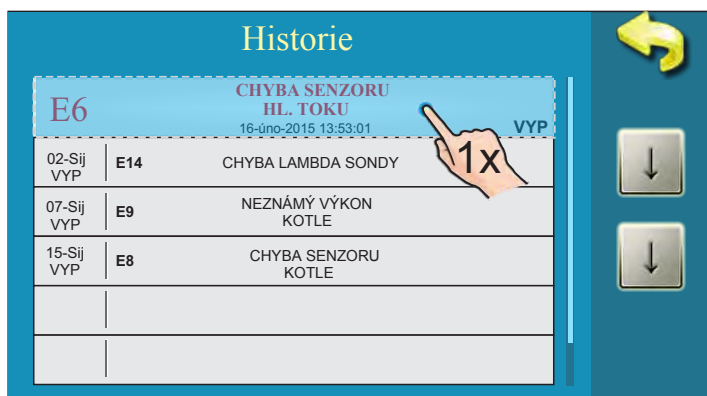 Historie
E6
CHYBA SENZORU
HL. TOKU
16-úno-2015 13:53:01
VYP
1x
02-Sij
VYP
E14
CHYBA LAMBDA SONDY
07-Sij
VYP
E9
NEZNÁMÝ VÝKON
KOTLE
15-Sij
VYP
E8
CHYBA SENZORU
KOTLE